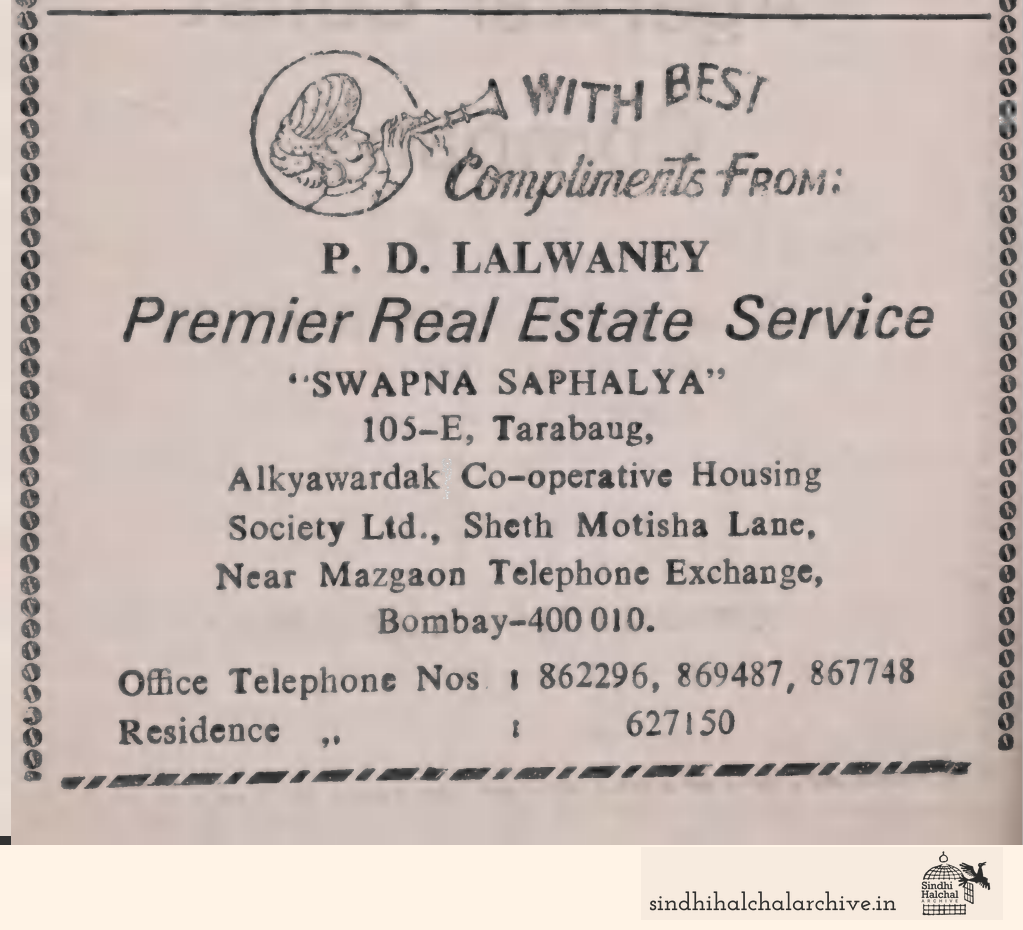 WITH BEST
Compliments FROM:
P. D. LALWANEY
Premier Real Estate Service
"SWAPNA SAPHALYA"
105-E, Tarabaug,
Alkyawardak Co-operative Housing
Society Ltd., Sheth Motisha Lane,
Near Mazgaon Telephone Exchange,
Bombay-400 010.
Office Telephone Nos : 862296, 869487, 867748
Residence ,, : 627150
sindhihalchalarchive.in
Sindhi
Halchal
ARCHIVE